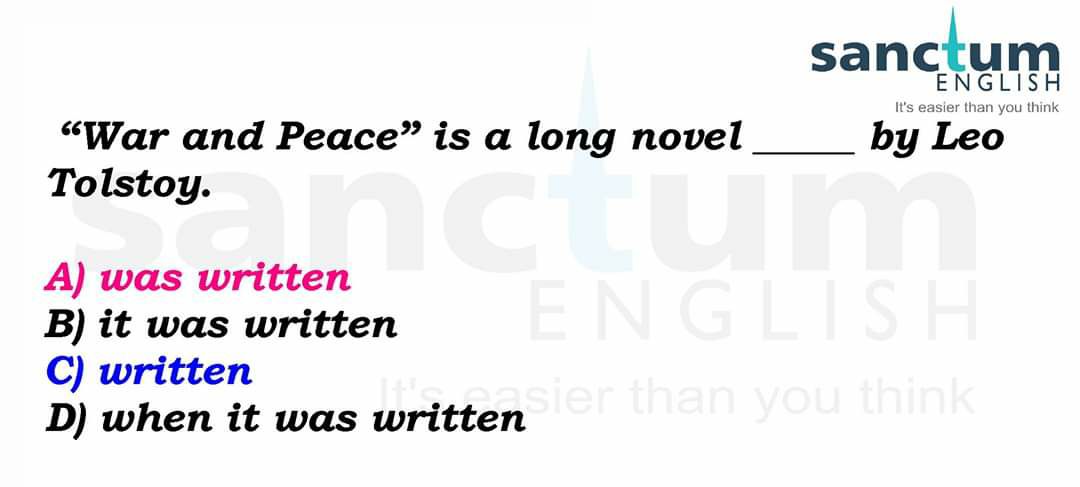 sanctum
ENGLISH
It's easier than you think
“War and Peace” is a long novel _____ by Leo
Tolstoy.
sanctum
A) was written
ENGLISH
B) it was written
C) written
It's easier than you think
D) when it was written